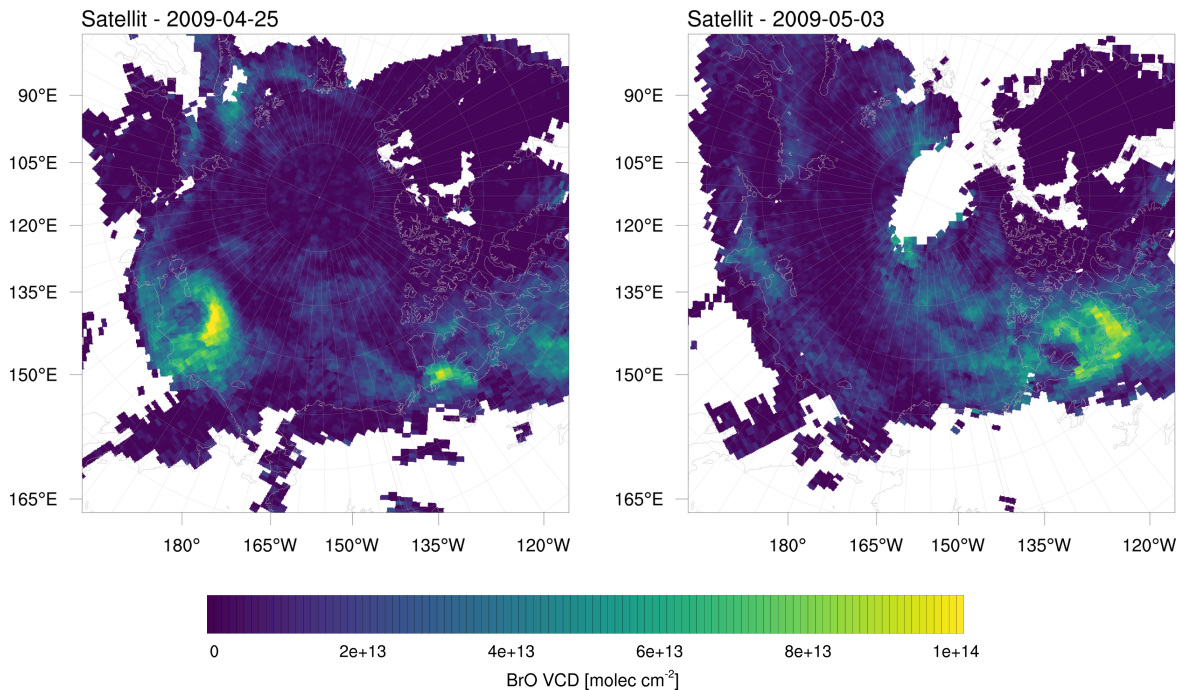 Satellit - 2009-04-25
Satellit - 2009-05-03
90°E
105°E
120°E
135°E
150°E
165°E
180°
165°W
150°W
135°W
120°W
90°E
105°E
120°E
135°E
150°E
165°E
180°
165°W
150°W
135°W
120°W
0
2e+13
4e+13
6e+13
8e+13
1e+14
BrO VCD [molec cm⁻²]